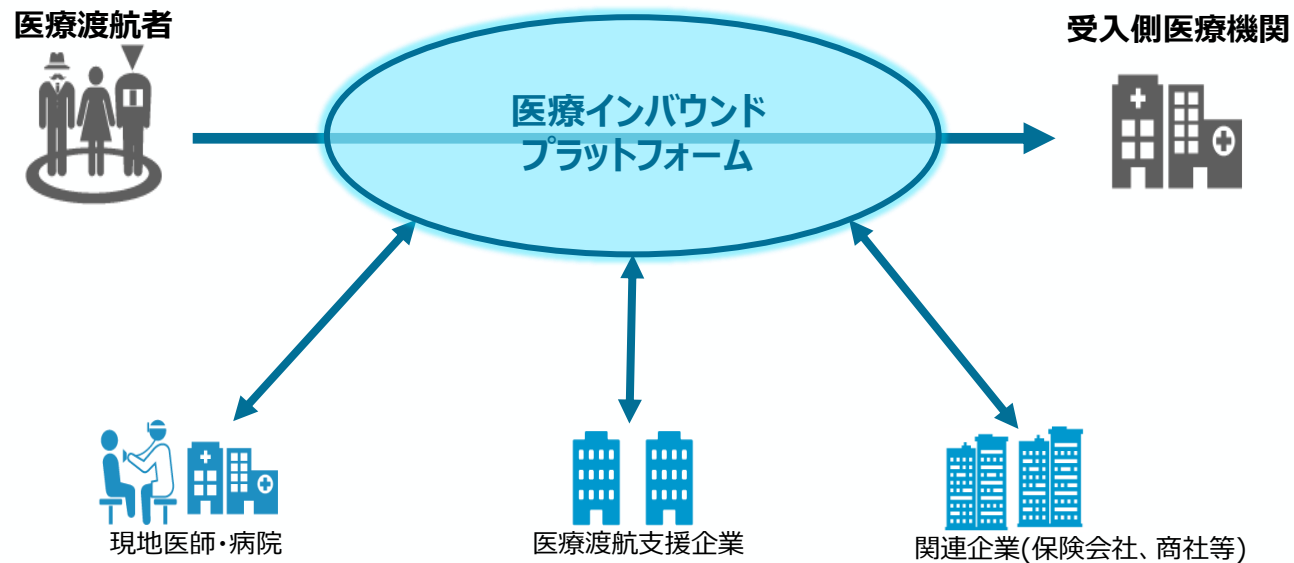 医療渡航者
受入側医療機関
医療インバウンド
プラットフォーム
現地医師・病院
医療渡航支援企業
関連企業(保険会社、商社等)